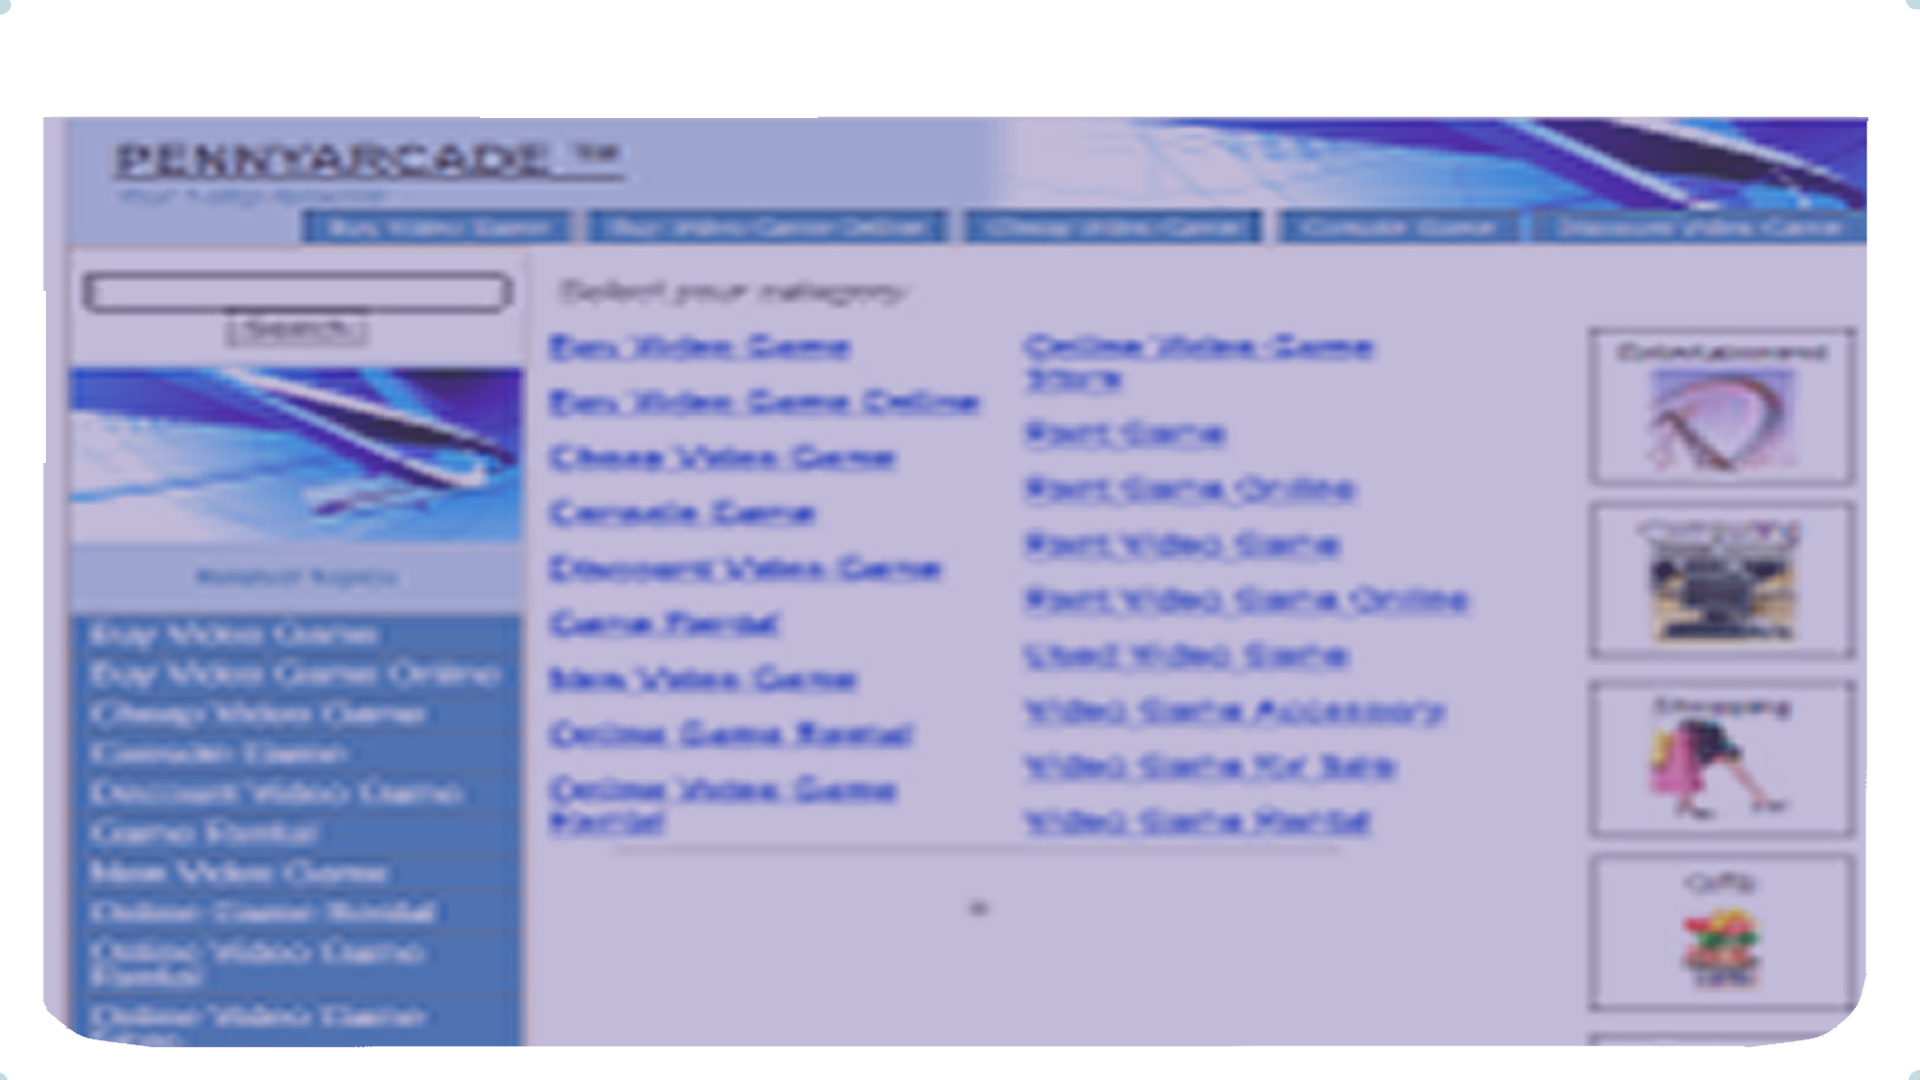 PENNYARCADE ™
Buy Video Game
Buy Video Game Online
Cheap Video Game
Console Game
Discount Video Game
Search
Select your category
Buy Video Game
Buy Video Game Online
Cheap Video Game
Console Game
Discount Video Game
Game Rental
New Video Game
Online Game Rental
Online Video Game
Rental
Online Video Game
Store
Rent Game
Rent Game Online
Rent Video Game
Rent Video Game Online
Used Video Game
Video Game Accessory
Video Game for Sale
Video Game Rental
Entertainment
Computing
Shopping
Gifts
Related Topics
Buy Video Game
Buy Video Game Online
Cheap Video Game
Console Game
Discount Video Game
Game Rental
New Video Game
Online Game Rental
Online Video Game
Rental
Online Video Game
Store